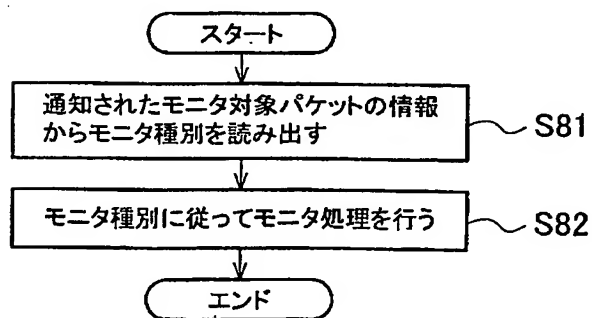 スタート
通知されたモニタ対象パケットの情報
からモニタ種別を読み出す
S81
モニタ種別に従ってモニタ処理を行う
S82
エンド